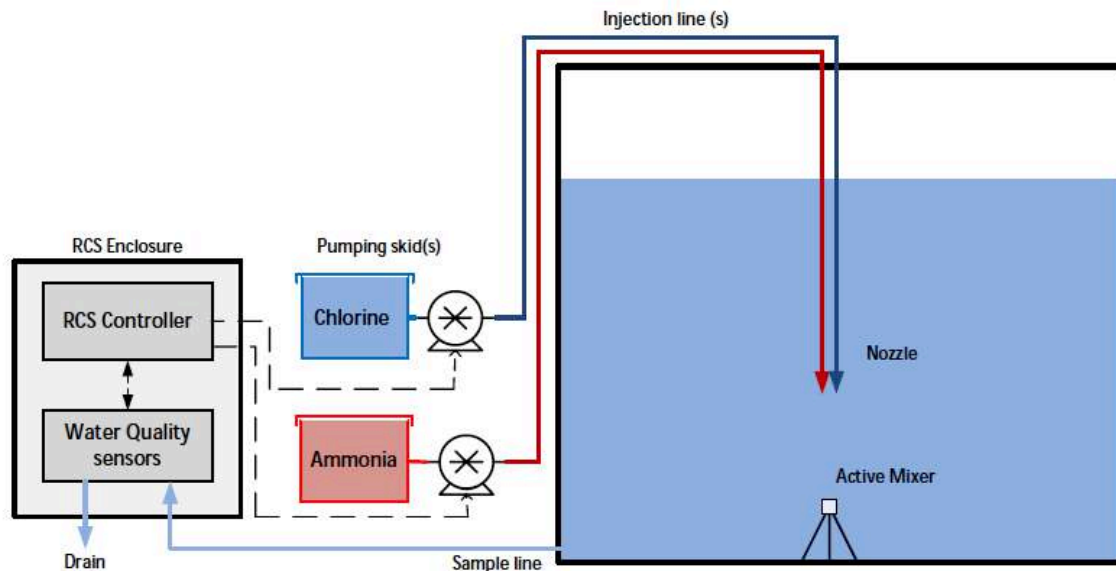 Injection line (s)
RCS Enclosure
Pumping skid(s)
RCS Controller
Chlorine
Nozzle
Water Quality
sensors
Ammonia
Active Mixer
Drain
Sample line